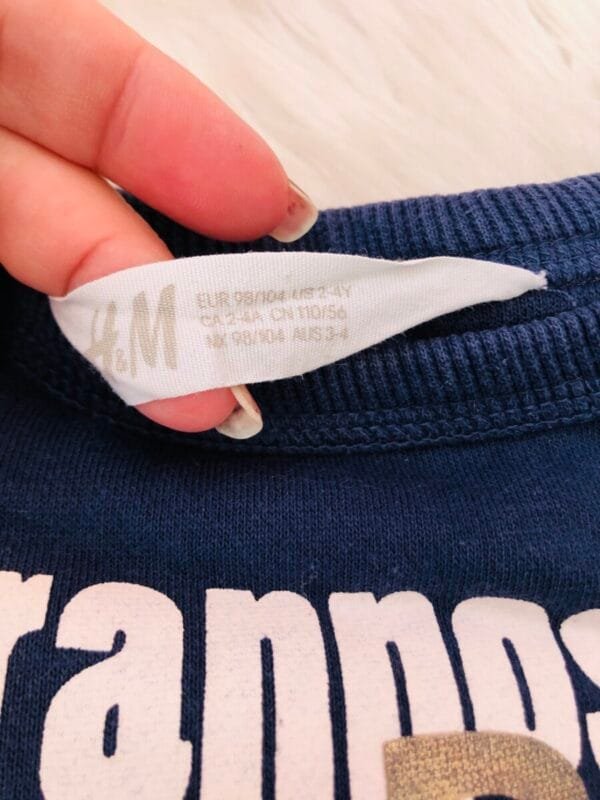 H&M
EUR 98/104 US 2-4Y
CA 2-4A CN 110/56
MX 98/104 AUS 3-4